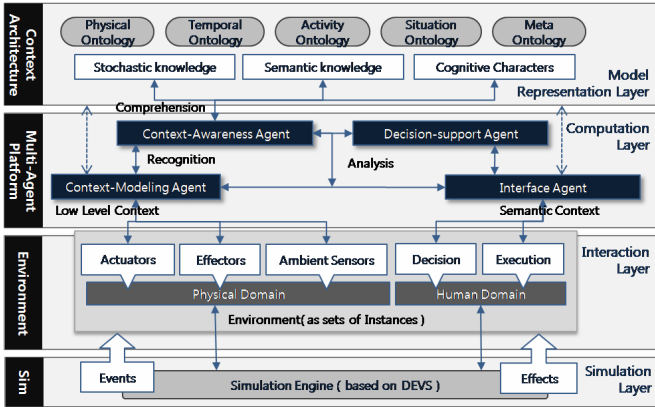 Context
Architecture
Physical
Ontology
Temporal
Ontology
Activity
Ontology
Situation
Ontology
Meta
Ontology
Stochastic knowledge
Semantic knowledge
Cognitive Characters
Model
Representation Layer
Comprehension
Multi-Agent
Platform
Context-Awareness Agent
Decision-support Agent
Computation
Layer
Recognition
Analysis
Context-Modeling Agent
Interface Agent
Low Level Context
Semantic Context
Environment
Actuators
Effectors
Ambient Sensors
Decision
Execution
Interaction
Layer
Physical Domain
Human Domain
Environment( as sets of Instances )
Sim
Events
Simulation Engine ( based on DEVS )
Effects
Simulation
Layer